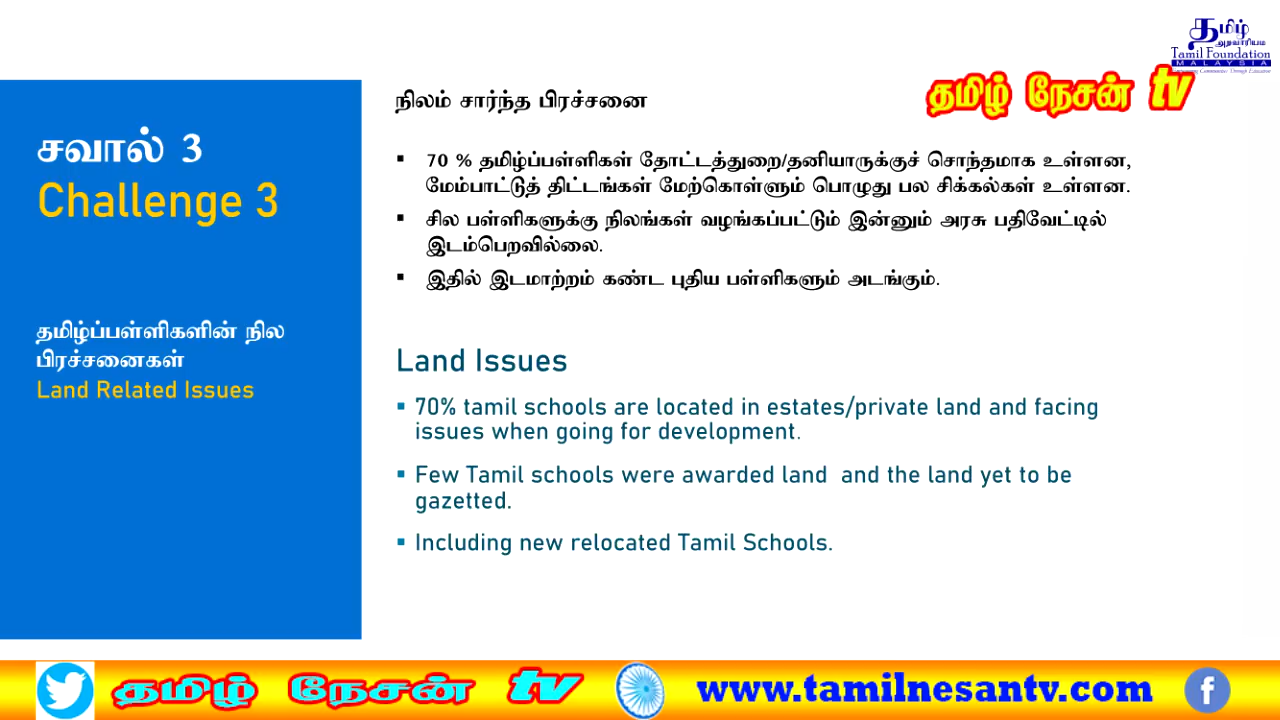 தமிழ்
அறவாரியம்
Tamil Foundation
MALAYSIA
தமிழ் நேசன் tv
சவால் 3
Challenge 3
தமிழ்ப்பள்ளிகளின் நில
பிரச்சனைகள்
Land Related Issues
நிலம் சார்ந்த பிரச்சனை
▪ 70 % தமிழ்ப்பள்ளிகள் தோட்டத்துறை/தனியாருக்குச் சொந்தமாக உள்ளன,
மேம்பாட்டுத் திட்டங்கள் மேற்கொள்ளும் பொழுது பல சிக்கல்கள் உள்ளன.
▪ சில பள்ளிகளுக்கு நிலங்கள் வழங்கப்பட்டும் இன்னும் அரசு பதிவேட்டில்
இடம்பெறவில்லை.
▪ இதில் இடமாற்றம் கண்ட புதிய பள்ளிகளும் அடங்கும்.
Land Issues
▪ 70% tamil schools are located in estates/private land and facing
issues when going for development.
▪ Few Tamil schools were awarded land and the land yet to be
gazetted.
▪ Including new relocated Tamil Schools.
தமிழ் நேசன் tv
www.tamilnesantv.com